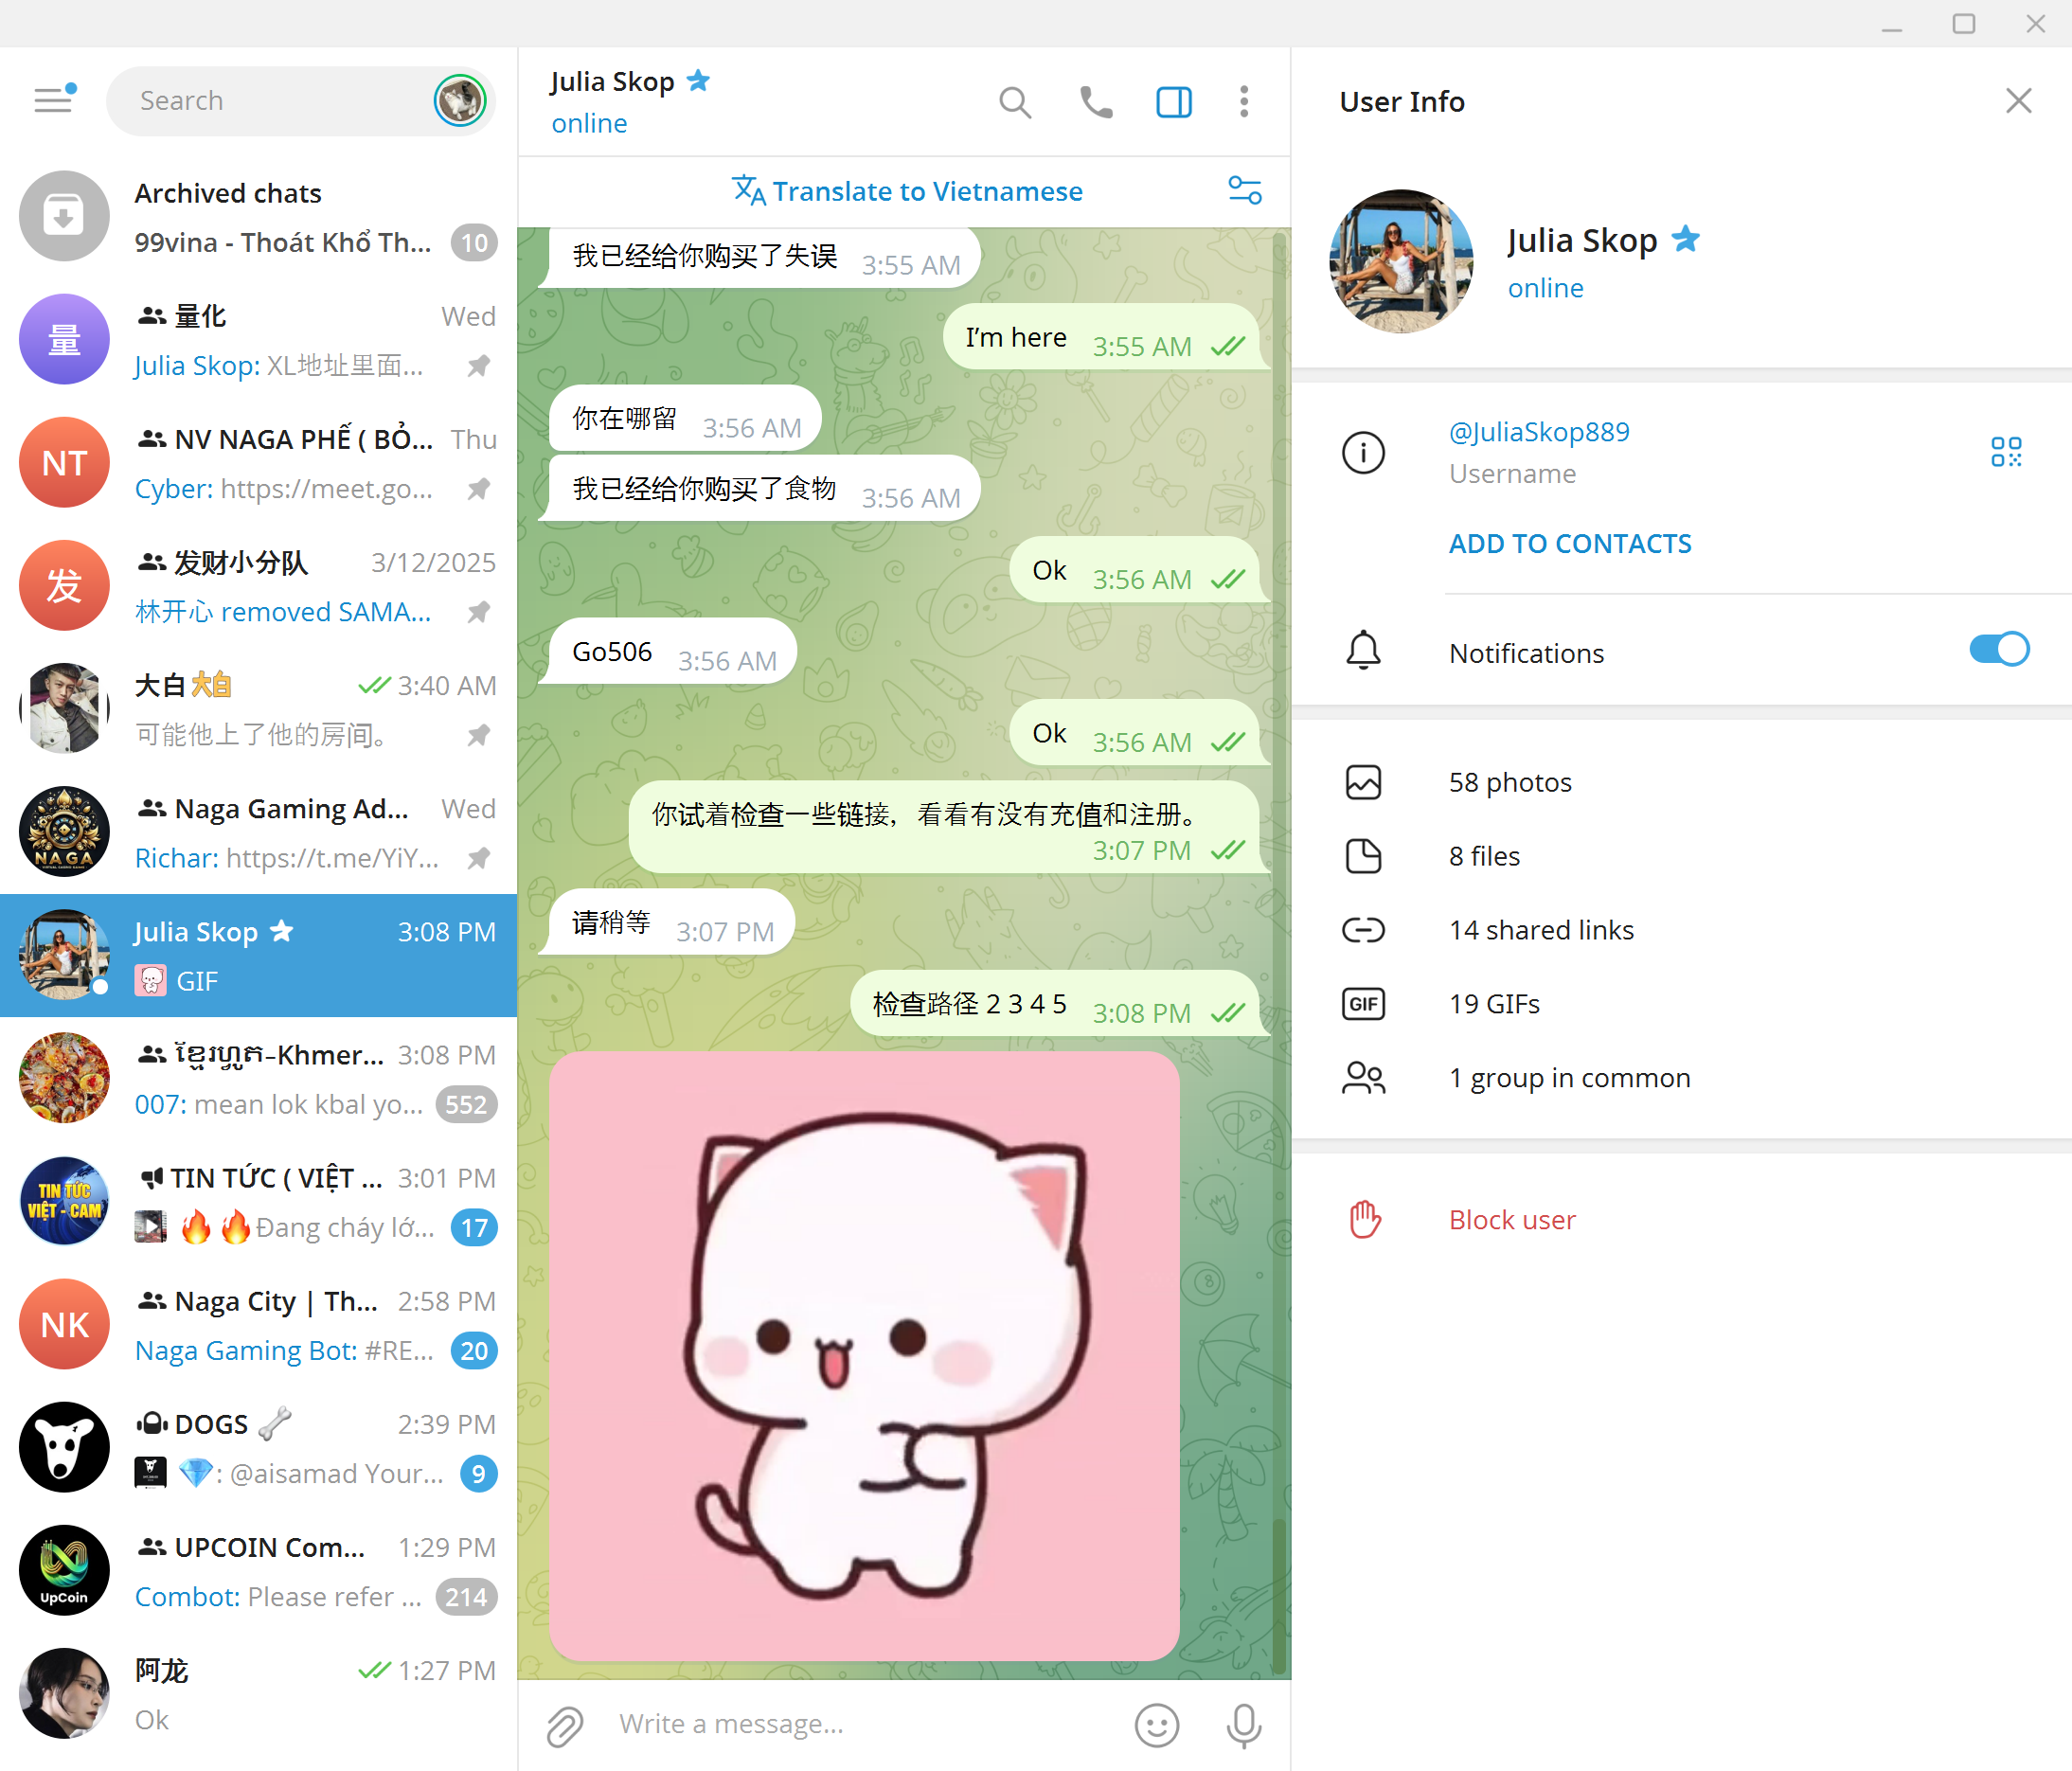 Search
Archived chats
99vina - Thoát Khổ Th...
10
量
量化
Wed
Julia Skop: XL地址里面...
NT
NV NAGA PHẾ ( BỎ...
Thu
Cyber: https://meet.go...
发
发财小分队
3/12/2025
林开心 removed SAMA...
大白 大白
3:40 AM
可能他上了他的房间。
NAGA
Naga Gaming Ad...
Wed
Richar: https://t.me/YiY...
Julia Skop
3:08 PM
GIF
ខ្មែរហ្គូត-Khmer...
3:08 PM
007: mean lok kbal yo...
552
TIN TỨC
VIỆT - CAM
TIN TỨC ( VIỆT ...
3:01 PM
🔥 🔥Đang cháy lớ...
17
NK
Naga City | Th...
2:58 PM
Naga Gaming Bot: #RE...
20
DOGS 🦴
2:39 PM
💎: @aisamad Your...
9
UpCoin
UPCOIN Com...
1:29 PM
Combot: Please refer ...
214
阿龙
1:27 PM
Ok
Julia Skop
online
Translate to Vietnamese
我已经给你购买了失误 3:55 AM
I’m here 3:55 AM
你在哪留 3:56 AM
我已经给你购买了食物 3:56 AM
Ok 3:56 AM
Go506 3:56 AM
Ok 3:56 AM
你试着检查一些链接，看看有没有充值和注册。
3:07 PM
请稍等 3:07 PM
检查路径 2 3 4 5 3:08 PM
Write a message...
User Info
Julia Skop
online
@JuliaSkop889
Username
ADD TO CONTACTS
Notifications
58 photos
8 files
14 shared links
GIF
19 GIFs
1 group in common
Block user